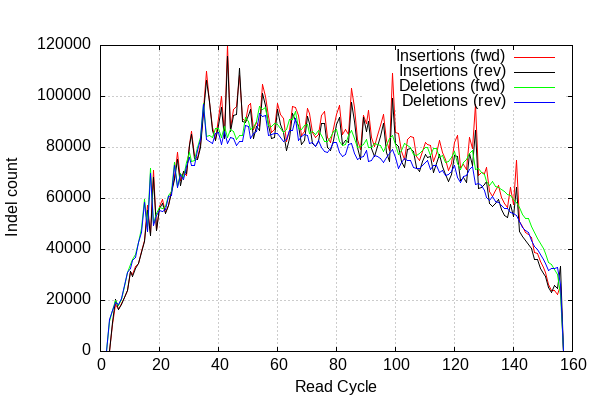 120000
100000
80000
60000
40000
20000
0
Indel count
Insertions (fwd)
Insertions (rev)
Deletions (fwd)
Deletions (rev)
0 20 40 60 80 100 120 140 160
Read Cycle